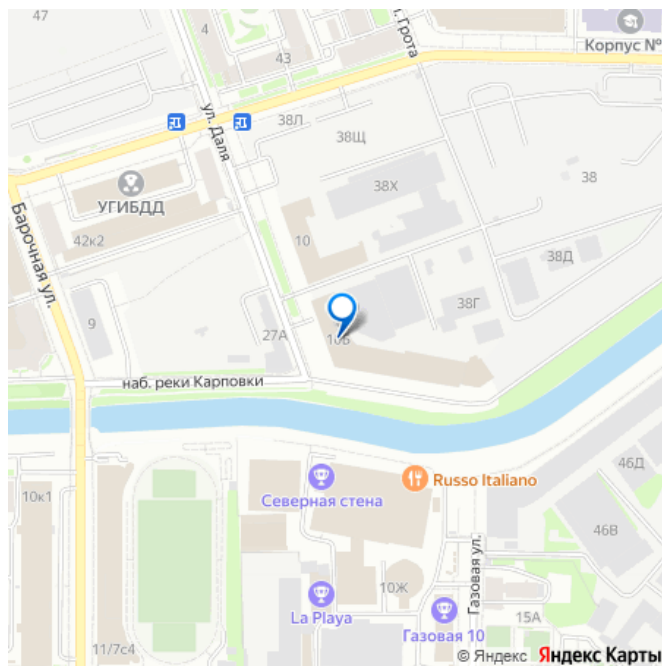 47
4
43
ул. Грота
Корпус №
38Л
38Щ
ул. Даля
38Х
38
УГИБДД
Барочная ул.
42к2
10
38Д
38Г
9
27А
10Б
наб. реки Карповки
46Д
Russo Italiano
Северная стена
10к1
46В
Газовая ул.
10Ж
La Playa
15А
Газовая 10
11/7с4
© Яндекс Яндекс Карты